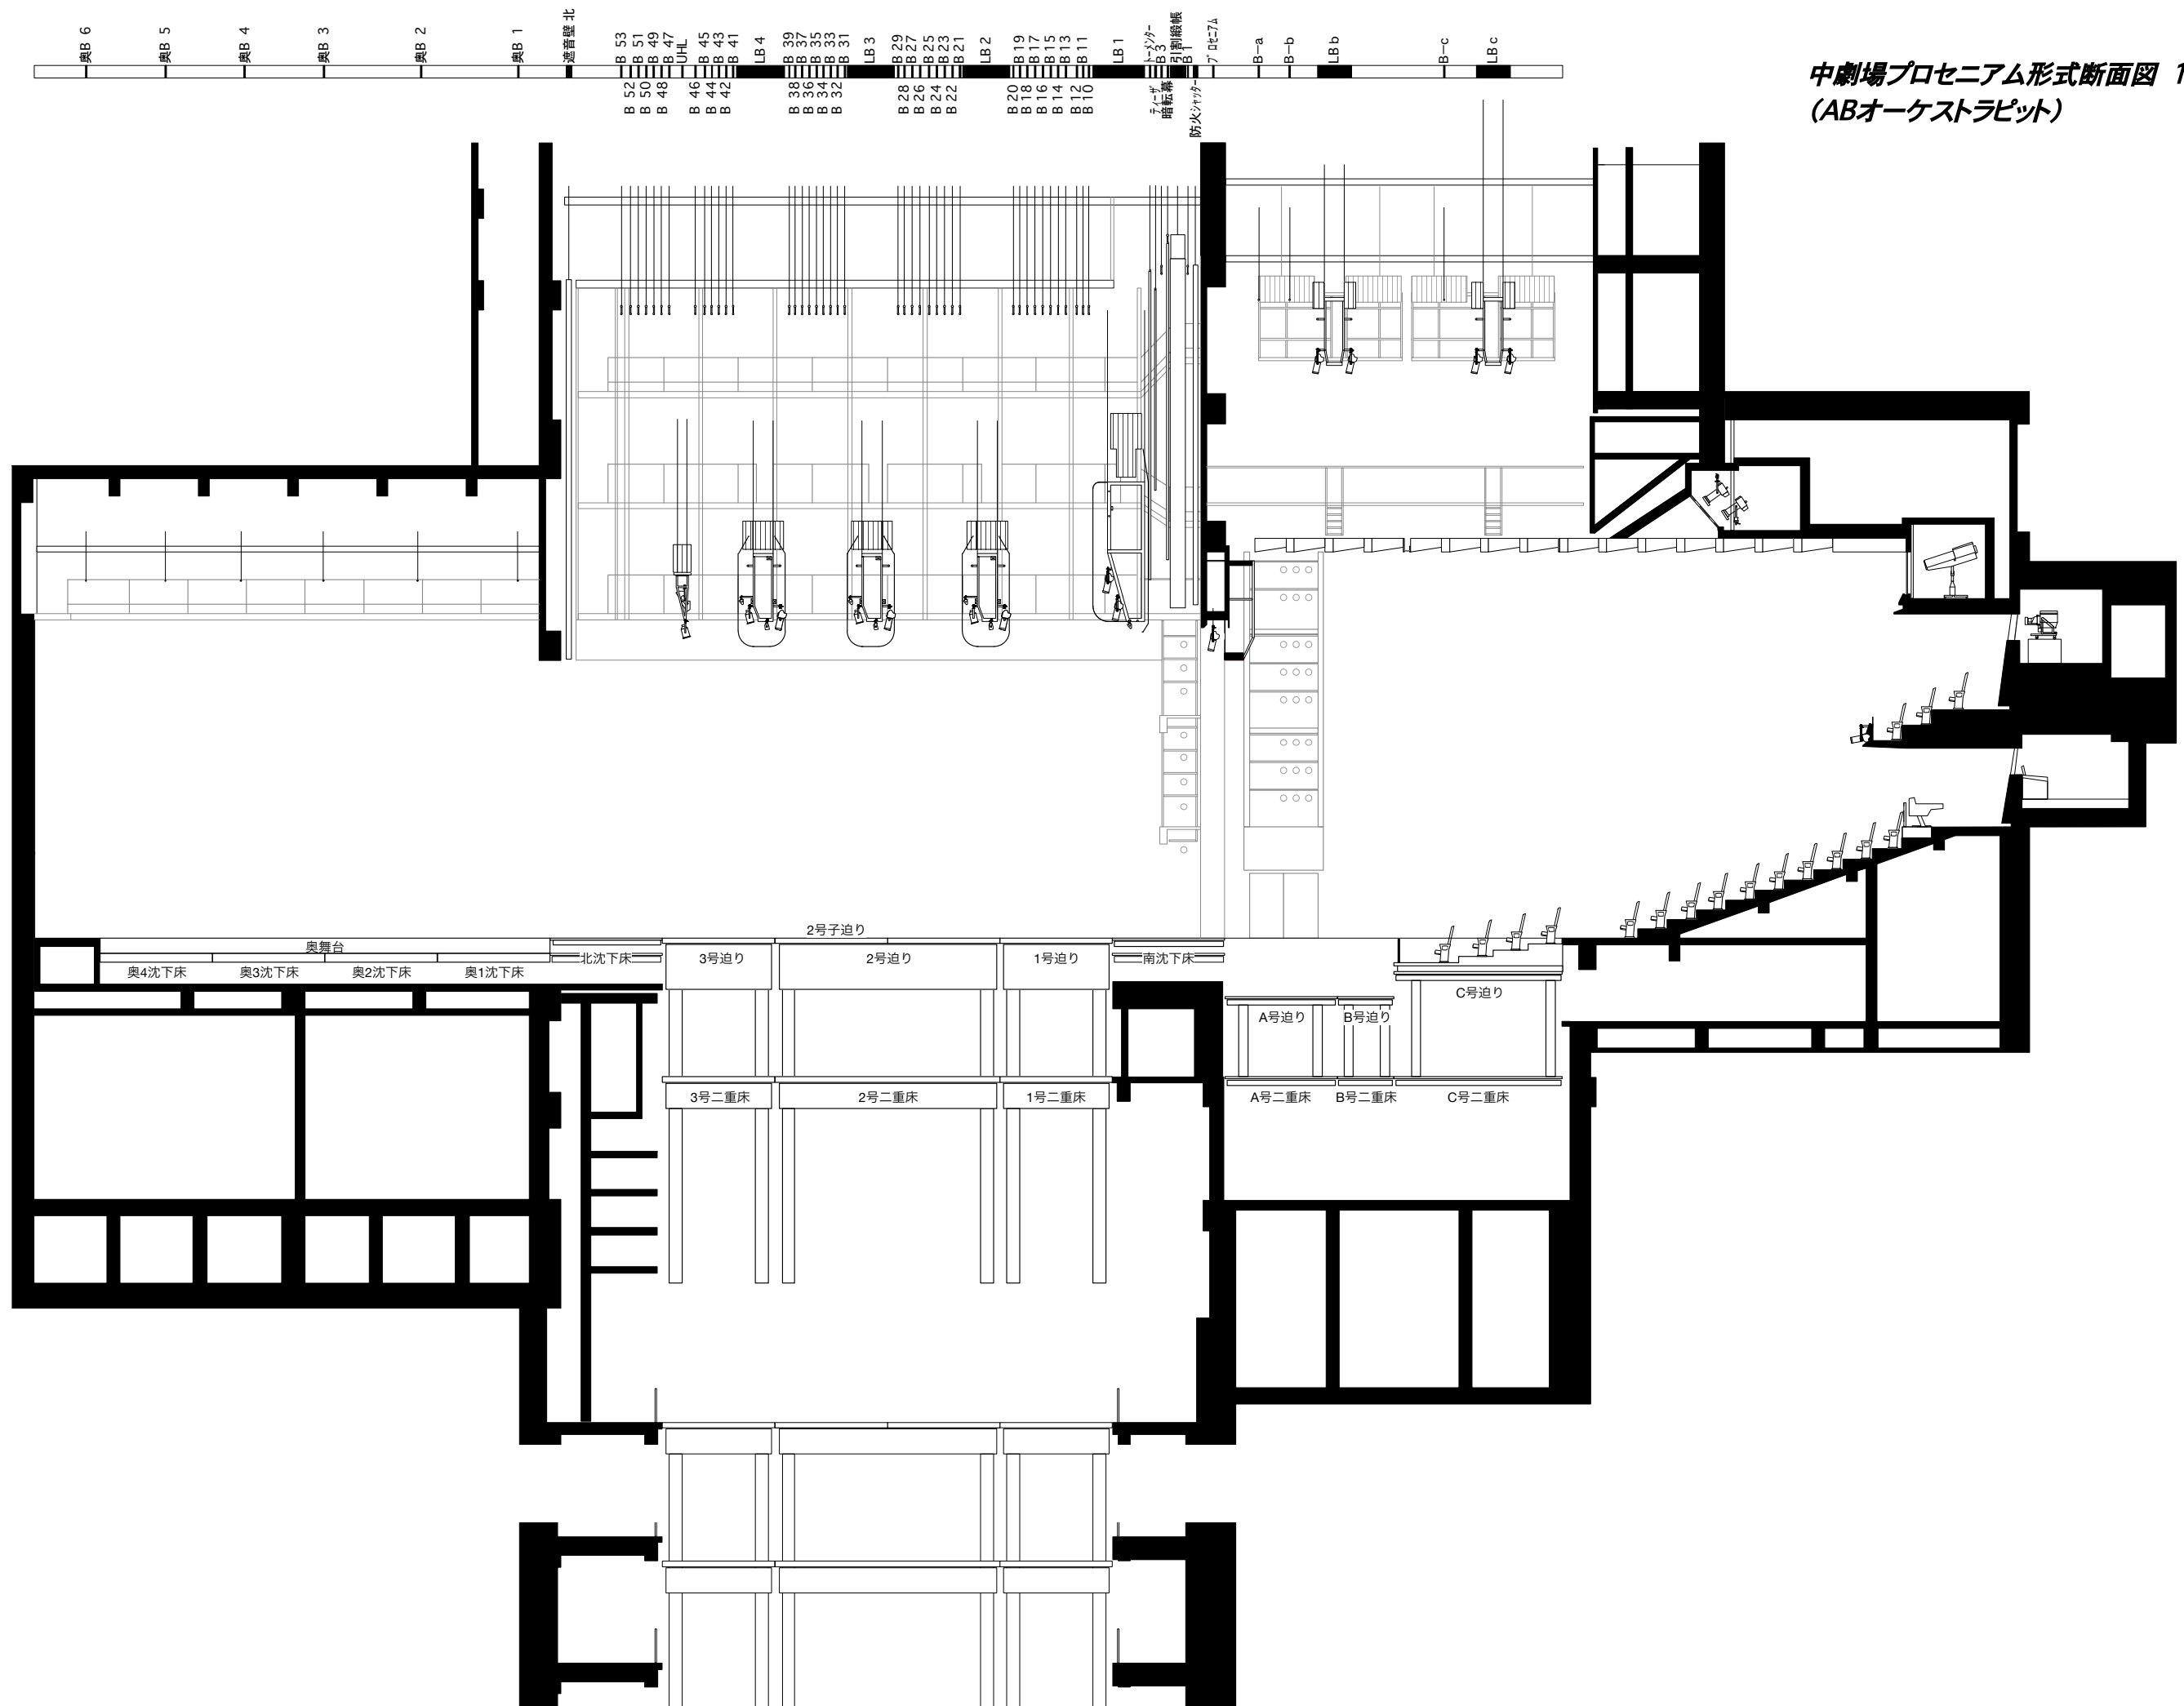 中劇場プロセニアム形式断面図 1
(ABオーケストラピット)
奥B 6
奥B 5
奥B 4
奥B 3
奥B 2
奥B 1
遮音壁 北
B 53
B 51
B 49
B 47
UHL
B 45
B 43
B 41
LB 4
B 39
B 37
B 35
B 33
B 31
LB 3
B 29
B 27
B 25
B 23
B 21
LB 2
B 19
B 17
B 15
B 13
B 11
LB 1
トーメンター
B 3
引割緞帳
B 1
プロセニアム
B－a
B－b
LB b
B－c
LB c
B 52
B 50
B 48
B 46
B 44
B 42
B 38
B 36
B 34
B 32
B 28
B 26
B 24
B 22
B 20
B 18
B 16
B 14
B 12
B 10
ティーザー
暗転幕
防火シャッター
2号子迫り
奥舞台
奥4沈下床
奥3沈下床
奥2沈下床
奥1沈下床
北沈下床
3号迫り
2号迫り
1号迫り
南沈下床
C号迫り
A号迫り
B号迫り
3号二重床
2号二重床
1号二重床
A号二重床
B号二重床
C号二重床